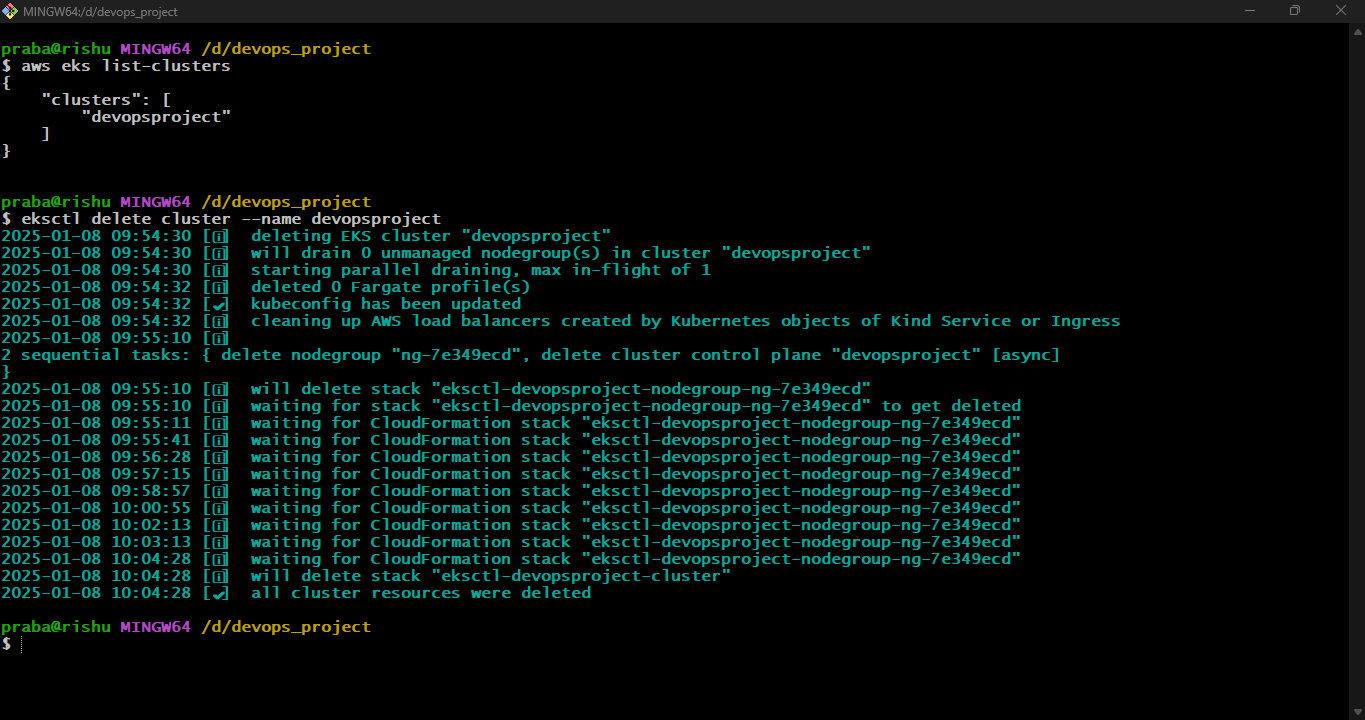 MINGW64:/d/devops_project
praba@rishu MINGW64 /d/devops_project
$ aws eks list-clusters
{
    "clusters": [
        "devopsproject"
    ]
}
praba@rishu MINGW64 /d/devops_project
$ eksctl delete cluster --name devopsproject
2025-01-08 09:54:30 [ℹ]  deleting EKS cluster "devopsproject"
2025-01-08 09:54:30 [ℹ]  will drain 0 unmanaged nodegroup(s) in cluster "devopsproject"
2025-01-08 09:54:30 [ℹ]  starting parallel draining, max in-flight of 1
2025-01-08 09:54:32 [ℹ]  deleted 0 Fargate profile(s)
2025-01-08 09:54:32 [✔]  kubeconfig has been updated
2025-01-08 09:54:32 [ℹ]  cleaning up AWS load balancers created by Kubernetes objects of Kind Service or Ingress
2025-01-08 09:55:10 [ℹ]
2 sequential tasks: { delete nodegroup "ng-7e349ecd", delete cluster control plane "devopsproject" [async]
}
2025-01-08 09:55:10 [ℹ]  will delete stack "eksctl-devopsproject-nodegroup-ng-7e349ecd"
2025-01-08 09:55:10 [ℹ]  waiting for stack "eksctl-devopsproject-nodegroup-ng-7e349ecd" to get deleted
2025-01-08 09:55:11 [ℹ]  waiting for CloudFormation stack "eksctl-devopsproject-nodegroup-ng-7e349ecd"
2025-01-08 09:55:41 [ℹ]  waiting for CloudFormation stack "eksctl-devopsproject-nodegroup-ng-7e349ecd"
2025-01-08 09:56:28 [ℹ]  waiting for CloudFormation stack "eksctl-devopsproject-nodegroup-ng-7e349ecd"
2025-01-08 09:57:15 [ℹ]  waiting for CloudFormation stack "eksctl-devopsproject-nodegroup-ng-7e349ecd"
2025-01-08 09:58:57 [ℹ]  waiting for CloudFormation stack "eksctl-devopsproject-nodegroup-ng-7e349ecd"
2025-01-08 10:00:55 [ℹ]  waiting for CloudFormation stack "eksctl-devopsproject-nodegroup-ng-7e349ecd"
2025-01-08 10:02:13 [ℹ]  waiting for CloudFormation stack "eksctl-devopsproject-nodegroup-ng-7e349ecd"
2025-01-08 10:03:13 [ℹ]  waiting for CloudFormation stack "eksctl-devopsproject-nodegroup-ng-7e349ecd"
2025-01-08 10:04:28 [ℹ]  waiting for CloudFormation stack "eksctl-devopsproject-nodegroup-ng-7e349ecd"
2025-01-08 10:04:28 [ℹ]  will delete stack "eksctl-devopsproject-cluster"
2025-01-08 10:04:28 [✔]  all cluster resources were deleted
praba@rishu MINGW64 /d/devops_project
$